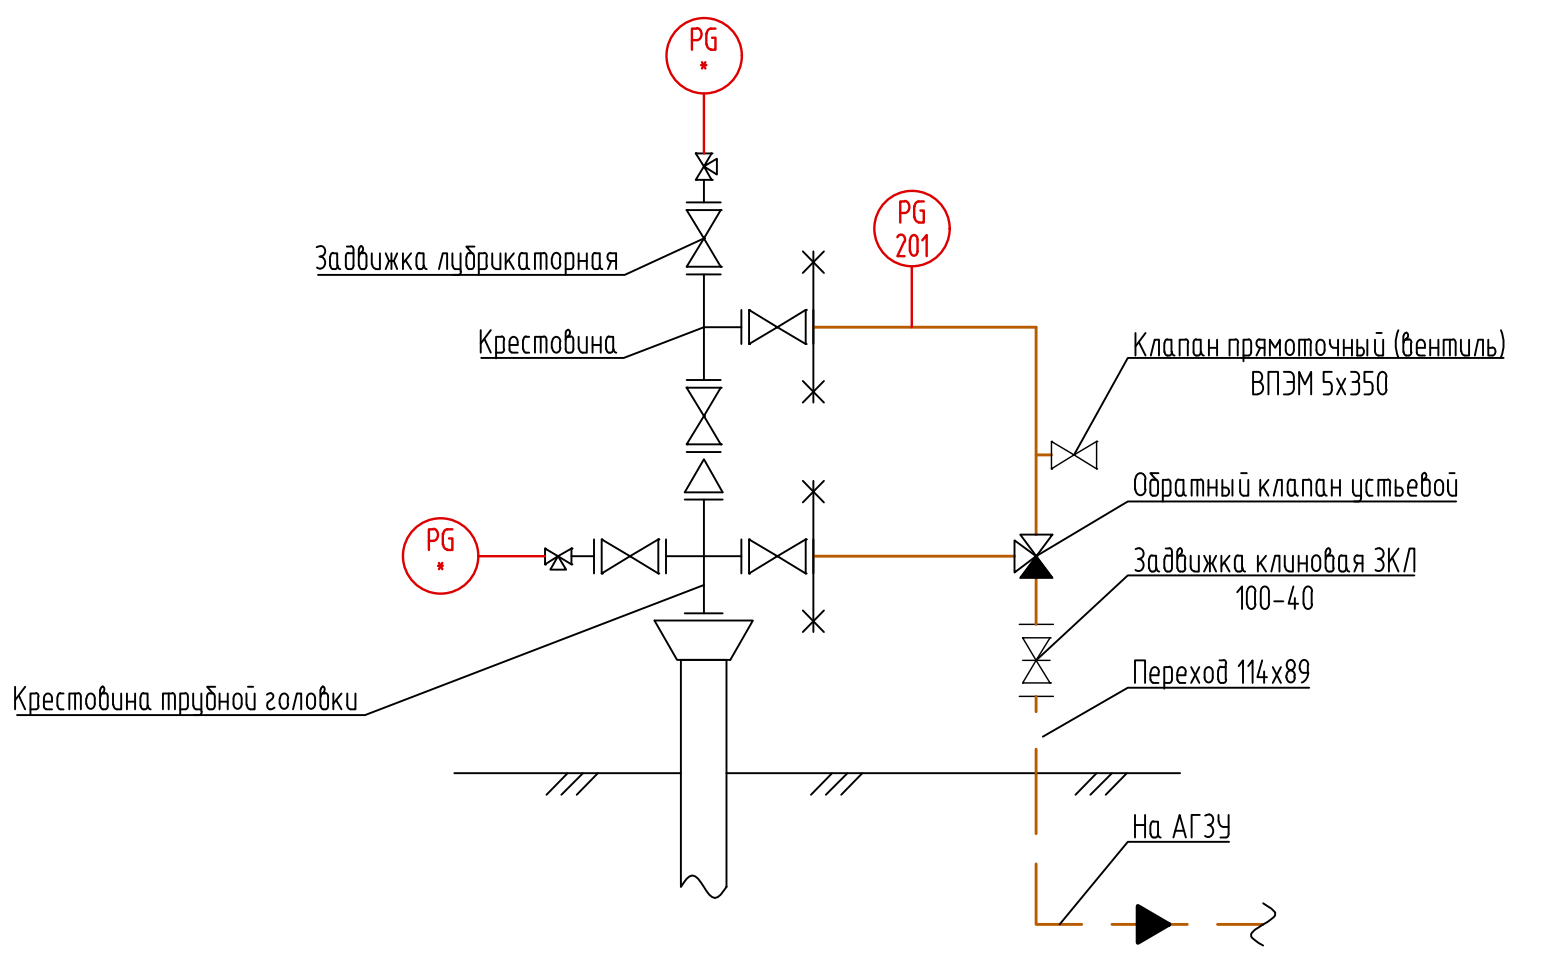 PG
*
PG
201
Задвижка лубрикаторная
Крестовина
Клапан прямоточный (вентиль)
ВПЭМ 5х350
Обратный клапан устьевой
PG
*
Задвижка клиновая ЗКЛ
100-40
Переход 114х89
Крестовина трубной головки
На АГЗУ